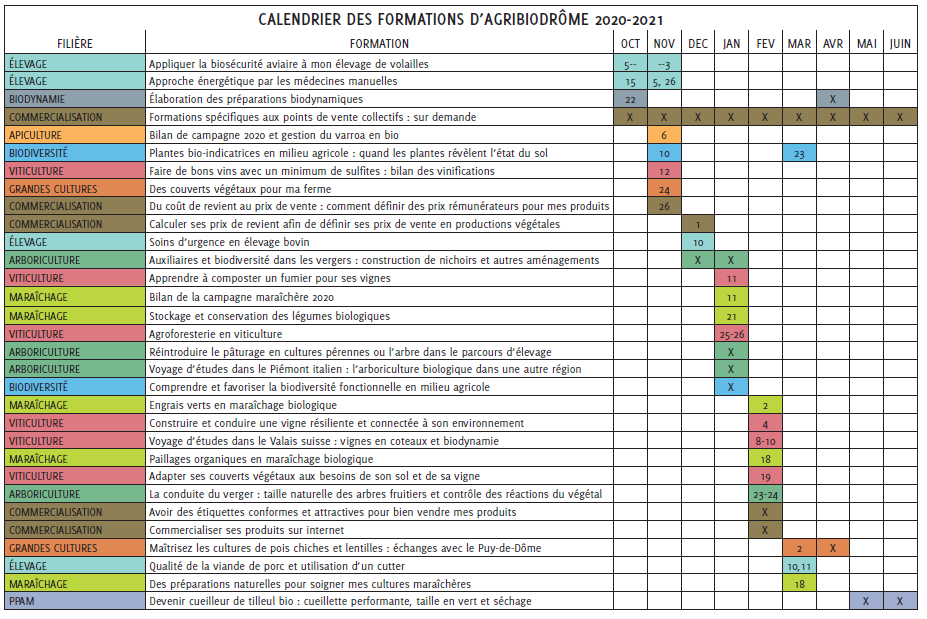 CALENDRIER DES FORMATIONS D'AGRIBIODRÔME 2020-2021
FILIÈRE FORMATION OCT NOV DEC JAN FEV MAR AVR MAI JUIN
ÉLEVAGE Appliquer la biosécurité aviaire à mon élevage de volailles 5-- --3
ÉLEVAGE Approche énergétique par les médecines manuelles 15 5, 26
BIODYNAMIE Élaboration des préparations biodynamiques 22 X
COMMERCIALISATION Formations spécifiques aux points de vente collectifs : sur demande X X X X X X X X X
APICULTURE Bilan de campagne 2020 et gestion du varroa en bio 6
BIODIVERSITÉ Plantes bio-indicatrices en milieu agricole : quand les plantes révèlent l'état du sol 10 23
VITICULTURE Faire de bons vins avec un minimum de sulfites : bilan des vinifications 12
GRANDES CULTURES Des couverts végétaux pour ma ferme 24
COMMERCIALISATION Du coût de revient au prix de vente : comment définir des prix rémunérateurs pour mes produits 26
COMMERCIALISATION Calculer ses prix de revient afin de définir ses prix de vente en productions végétales 1
ÉLEVAGE Soins d'urgence en élevage bovin 10
ARBORICULTURE Auxiliaires et biodiversité dans les vergers : construction de nichoirs et autres aménagements X X
VITICULTURE Apprendre à composter un fumier pour ses vignes 11
MARAÎCHAGE Bilan de la campagne maraîchère 2020 11
MARAÎCHAGE Stockage et conservation des légumes biologiques 21
VITICULTURE Agroforesterie en viticulture 25-26
ARBORICULTURE Réintroduire le pâturage en cultures pérennes ou l'arbre dans le parcours d'élevage X
ARBORICULTURE Voyage d'études dans le Piémont italien : l'arboriculture biologique dans une autre région X
BIODIVERSITÉ Comprendre et favoriser la biodiversité fonctionnelle en milieu agricole X
MARAÎCHAGE Engrais verts en maraîchage biologique 2
VITICULTURE Construire et conduire une vigne résiliente et connectée à son environnement 4
VITICULTURE Voyage d'études dans le Valais suisse : vignes en coteaux et biodynamie 8-10
MARAÎCHAGE Paillages organiques en maraîchage biologique 18
VITICULTURE Adapter ses couverts végétaux aux besoins de son sol et de sa vigne 19
ARBORICULTURE La conduite du verger : taille naturelle des arbres fruitiers et contrôle des réactions du végétal 23-24
COMMERCIALISATION Avoir des étiquettes conformes et attractives pour bien vendre mes produits X
COMMERCIALISATION Commercialiser ses produits sur internet X
GRANDES CULTURES Maîtrisez les cultures de pois chiches et lentilles : échanges avec le Puy-de-Dôme 2 X
ÉLEVAGE Qualité de la viande de porc et utilisation d'un cutter 10,11
MARAÎCHAGE Des préparations naturelles pour soigner mes cultures maraîchères 18
PPAM Devenir cueilleur de tilleul bio : cueillette performante, taille en vert et séchage X X